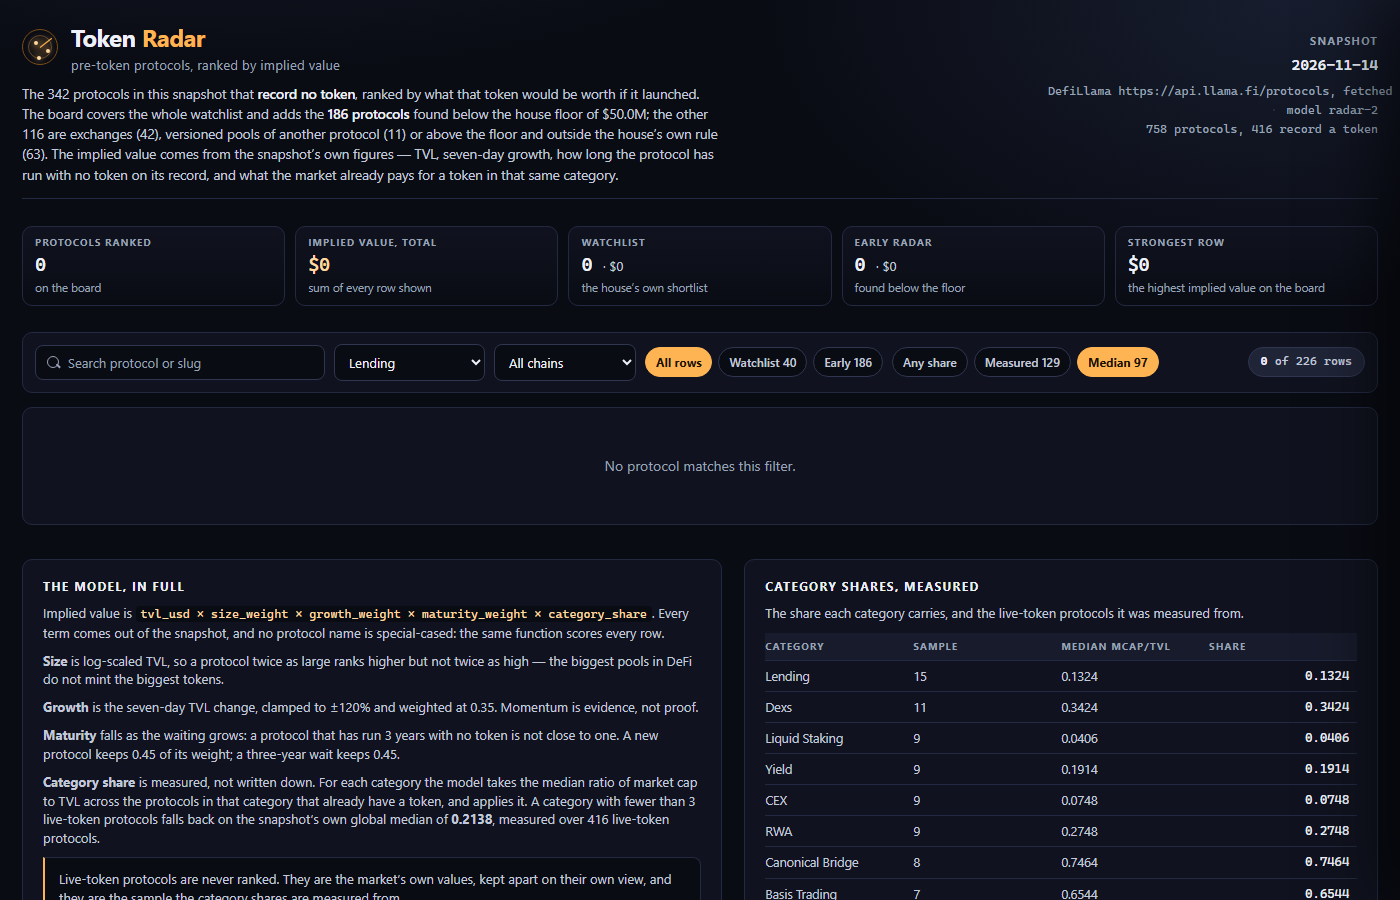 Token Radar
pre-token protocols, ranked by implied value
The 342 protocols in this snapshot that record no token, ranked by what that token would be worth if it launched.
The board covers the whole watchlist and adds the 186 protocols found below the house floor of $50.0M; the other
116 are exchanges (42), versioned pools of another protocol (11) or above the floor and outside the house's own rule
(63). The implied value comes from the snapshot's own figures — TVL, seven-day growth, how long the protocol has
run with no token on its record, and what the market already pays for a token in that same category.
SNAPSHOT
2026-11-14
DefiLlama https://api.llama.fi/protocols, fetched
· model radar-2
758 protocols, 416 record a token
PROTOCOLS RANKED
0
on the board
IMPLIED VALUE, TOTAL
$0
sum of every row shown
WATCHLIST
0 · $0
the house's own shortlist
EARLY RADAR
0 · $0
found below the floor
STRONGEST ROW
$0
the highest implied value on the board
Search protocol or slug
Lending
All chains
All rows
Watchlist 40
Early 186
Any share
Measured 129
Median 97
0 of 226 rows
No protocol matches this filter.
THE MODEL, IN FULL
Implied value is tvl_usd × size_weight × growth_weight × maturity_weight × category_share . Every
term comes out of the snapshot, and no protocol name is special-cased: the same function scores every row.
Size is log-scaled TVL, so a protocol twice as large ranks higher but not twice as high — the biggest pools in DeFi
do not mint the biggest tokens.
Growth is the seven-day TVL change, clamped to ±120% and weighted at 0.35. Momentum is evidence, not proof.
Maturity falls as the waiting grows: a protocol that has run 3 years with no token is not close to one. A new
protocol keeps 0.45 of its weight; a three-year wait keeps 0.45.
Category share is measured, not written down. For each category the model takes the median ratio of market cap
to TVL across the protocols in that category that already have a token, and applies it. A category with fewer than 3
live-token protocols falls back on the snapshot's own global median of 0.2138, measured over 416 live-token
protocols.
Live-token protocols are never ranked. They are the market's own values, kept apart on their own view, and
they are the sample the category shares are measured from.
CATEGORY SHARES, MEASURED
The share each category carries, and the live-token protocols it was measured from.
CATEGORY SAMPLE MEDIAN MCAP/TVL SHARE
Lending 15 0.1324 0.1324
Dexs 11 0.3424 0.3424
Liquid Staking 9 0.0406 0.0406
Yield 9 0.1914 0.1914
CEX 9 0.0748 0.0748
RWA 9 0.2748 0.2748
Canonical Bridge 8 0.7464 0.7464
Basis Trading 7 0.6544 0.6544